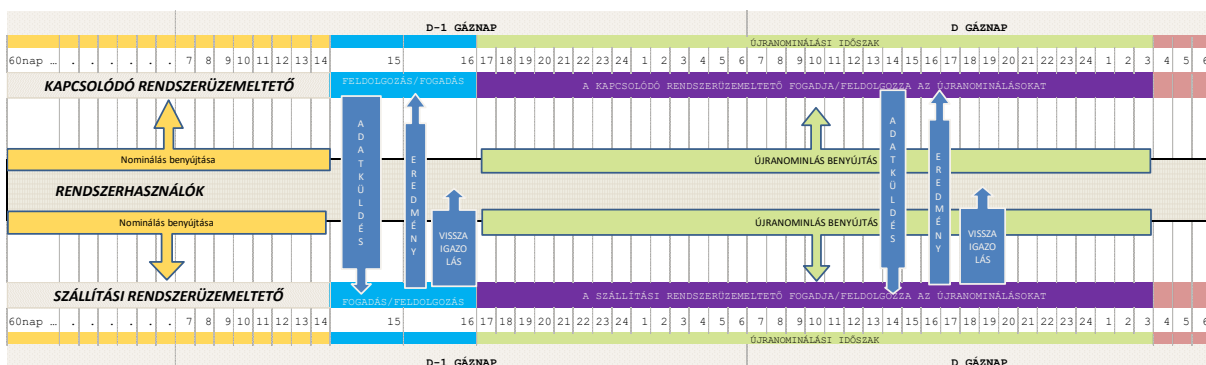 D-1 GÁZNAP D GÁZNAP
ÚJRANOMINÁLÁSI IDŐSZAK
60nap … . . . . . . 7 8 9 10 11 12 13 14 15 16 17 18 19 20 21 22 23 24 1 2 3 4 5 6 7 8 9 10 11 12 13 14 15 16 17 18 19 20 21 22 23 24 1 2 3 4 5 6
KAPCSOLÓDÓ RENDSZERÜZEMELTETŐ FELDOLGOZÁS/FOGADÁS A KAPCSOLÓDÓ RENDSZERÜZEMELTETŐ FOGADJA/FELDOLGOZZA AZ ÚJRANOMINÁLÁSOKAT
ADATKÜLDÉS
EREDMÉNY
ADATKÜLDÉS
EREDMÉNY
Nominálás benyújtása ÚJRANOMINLÁS BENYÚJTÁS
RENDSZERHASZNÁLÓK
Nominálás benyújtása ÚJRANOMINLÁS BENYÚJTÁS
VISSZA
IGAZO
LÁS
VISSZA
IGAZO
LÁS
SZÁLLÍTÁSI RENDSZERÜZEMELTETŐ FOGADÁS/FELDOLGOZÁS A SZÁLLÍTÁSI RENDSZERÜZEMELTETŐ FOGADJA/FELDOLGOZZA AZ ÚJRANOMINÁLÁSOKAT
60nap … . . . . . . 7 8 9 10 11 12 13 14 15 16 17 18 19 20 21 22 23 24 1 2 3 4 5 6 7 8 9 10 11 12 13 14 15 16 17 18 19 20 21 22 23 24 1 2 3 4 5 6
ÚJRANOMINÁLÁSI IDŐSZAK
D-1 GÁZNAP D GÁZNAP